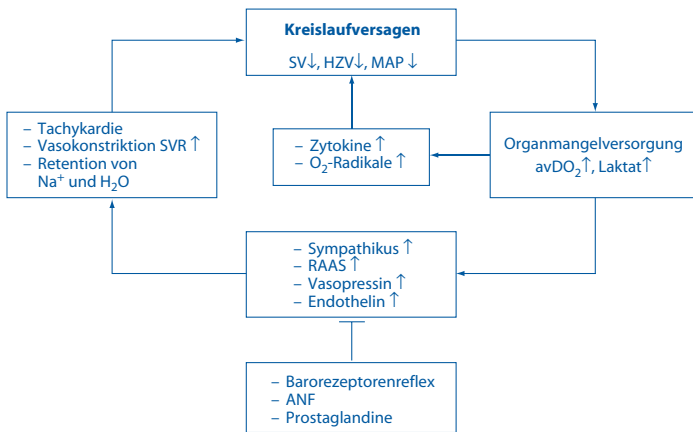 Kreislaufversagen
SV↓, HZV↓, MAP ↓
– Tachykardie
– Vasokonstriktion SVR ↑
– Retention von
Na⁺ und H₂O
– Zytokine ↑
– O₂-Radikale ↑
Organmangelversorgung
avDO₂↑, Laktat↑
– Sympathikus ↑
– RAAS ↑
– Vasopressin ↑
– Endothelin ↑
– Barorezeptorenreflex
– ANF
– Prostaglandine